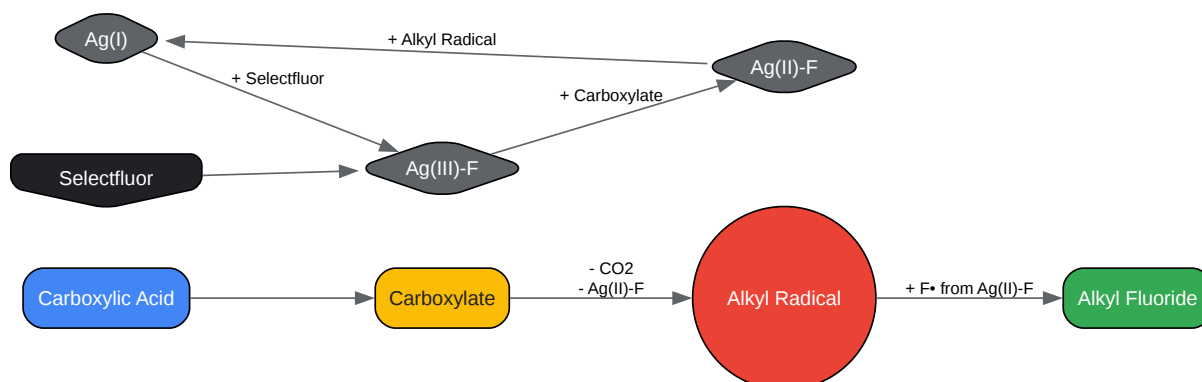 Ag(I)
+ Alkyl Radical
Ag(II)-F
+ Selectfluor
+ Carboxylate
Selectfluor
Ag(III)-F
Carboxylic Acid
Carboxylate
- CO2
- Ag(II)-F
Alkyl Radical
+ F• from Ag(II)-F
Alkyl Fluoride